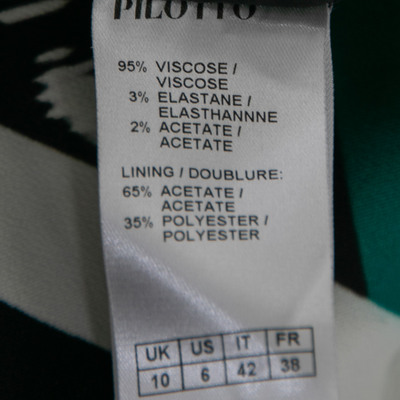 PILOTTO
95% VISCOSE /
VISCOSE
3% ELASTANE /
ELASTHANNNE
2% ACETATE /
ACETATE
LINING / DOUBLURE:
65% ACETATE /
ACETATE
35% POLYESTER /
POLYESTER
UK US IT FR
10 6 42 38